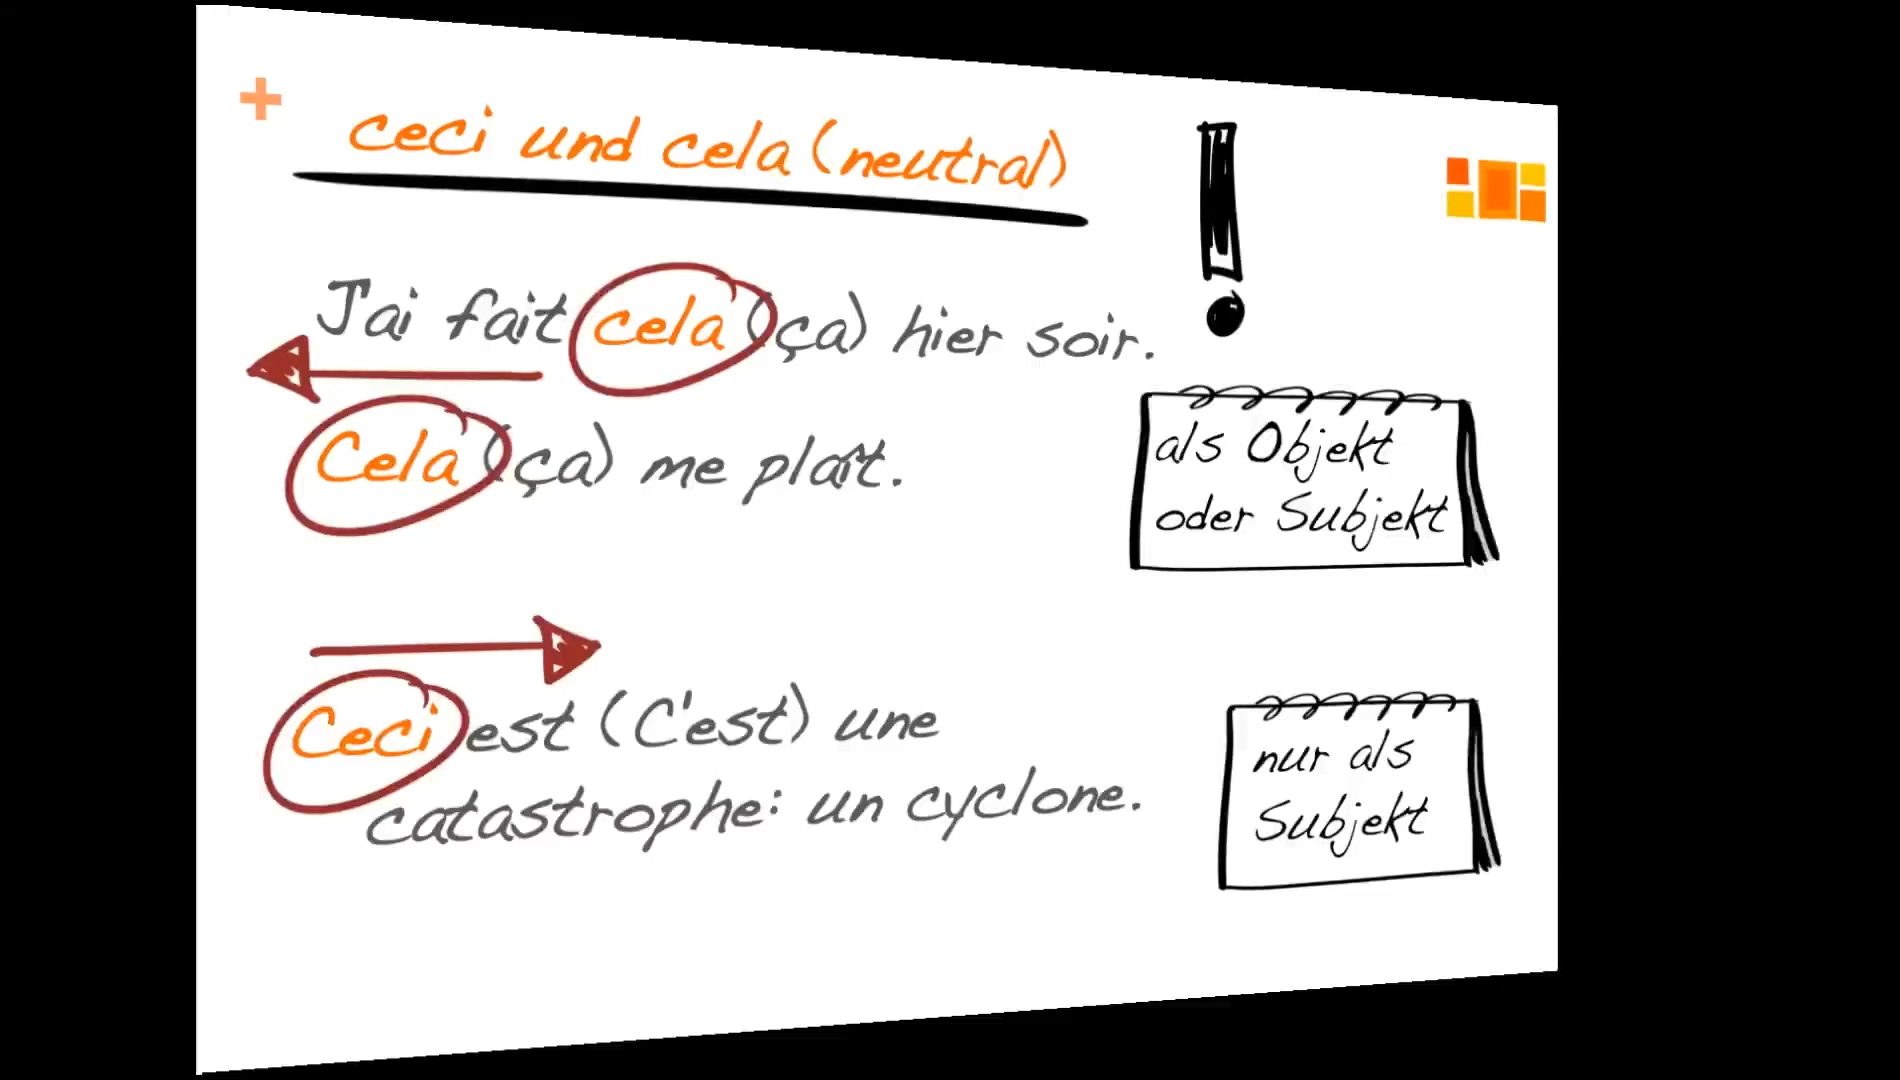 +
ceci und cela (neutral)
J'ai fait cela (ça) hier soir.
Cela (ça) me plaît.
als Objekt
oder Subjekt
Ceci est (C'est) une
catastrophe: un cyclone.
nur als
Subjekt